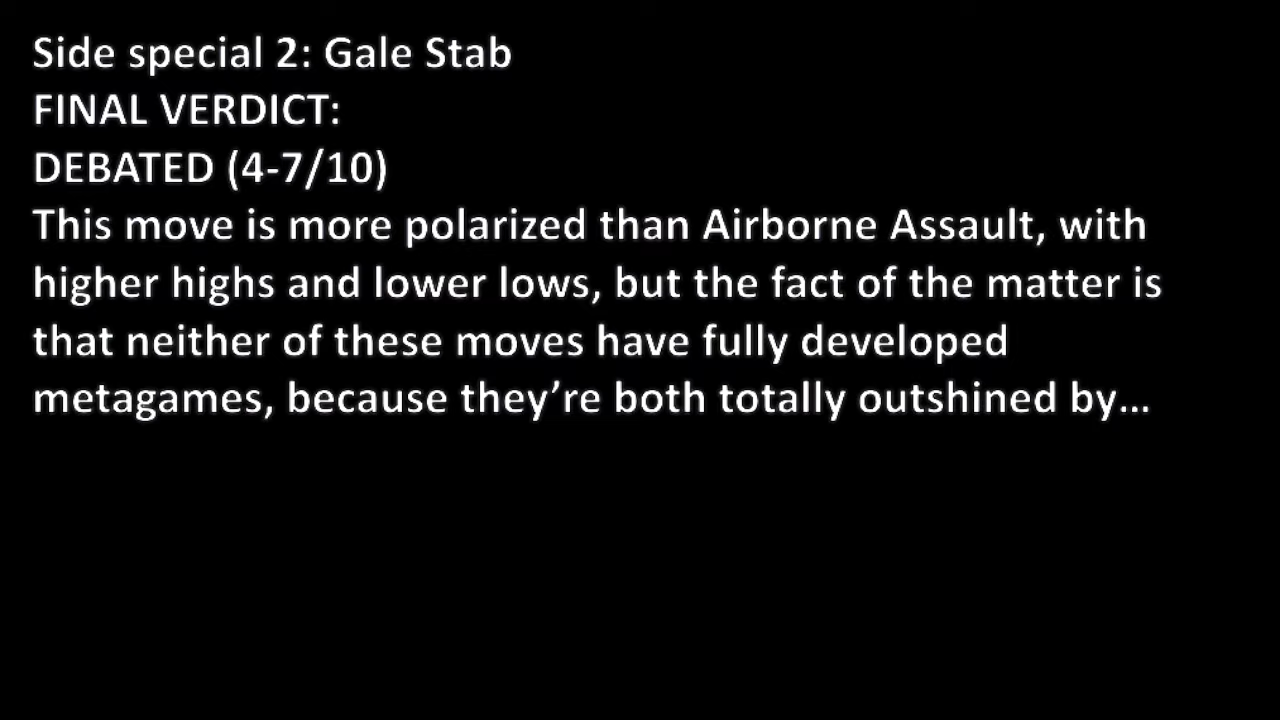 Side special 2: Gale Stab
FINAL VERDICT:
DEBATED (4-7/10)
This move is more polarized than Airborne Assault, with
higher highs and lower lows, but the fact of the matter is
that neither of these moves have fully developed
metagames, because they’re both totally outshined by…